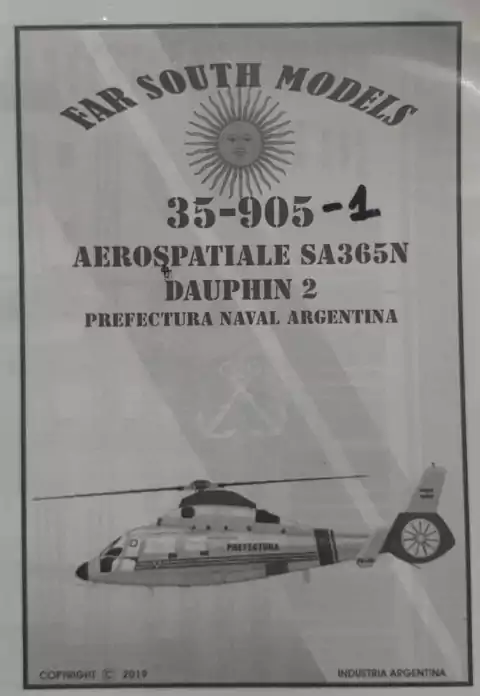 FAR SOUTH MODELS
35-905-1
AEROSPATIALE SA365N
DAUPHIN 2
PREFECTURA NAVAL ARGENTINA
PREFECTURA
COPYRIGHT © 2019
INDUSTRIA ARGENTINA